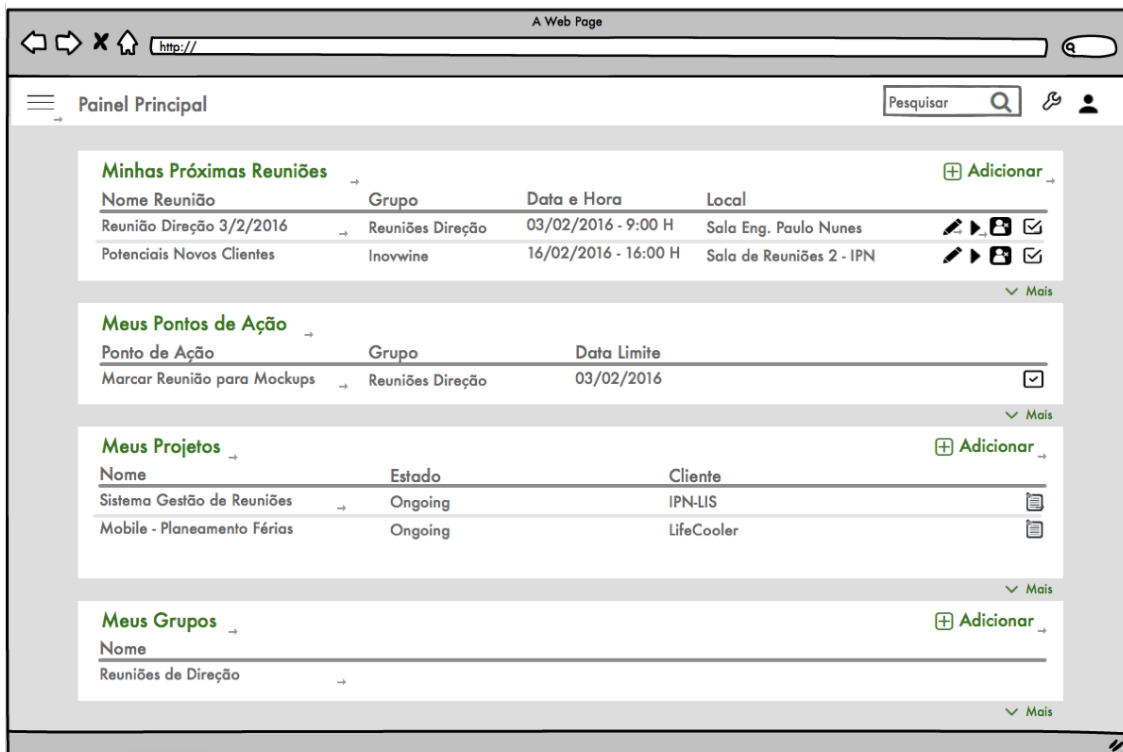 A Web Page
http://
Painel Principal Pesquisar
Minhas Próximas Reuniões Adicionar
Nome Reunião Grupo Data e Hora Local
Reunião Direção 3/2/2016 Reuniões Direção 03/02/2016 - 9:00 H Sala Eng. Paulo Nunes
Potenciais Novos Clientes Inovwine 16/02/2016 - 16:00 H Sala de Reuniões 2 - IPN
Mais
Meus Pontos de Ação
Ponto de Ação Grupo Data Limite
Marcar Reunião para Mockups Reuniões Direção 03/02/2016
Mais
Meus Projetos Adicionar
Nome Estado Cliente
Sistema Gestão de Reuniões Ongoing IPN-LIS
Mobile - Planeamento Férias Ongoing LifeCooler
Mais
Meus Grupos Adicionar
Nome
Reuniões de Direção
Mais